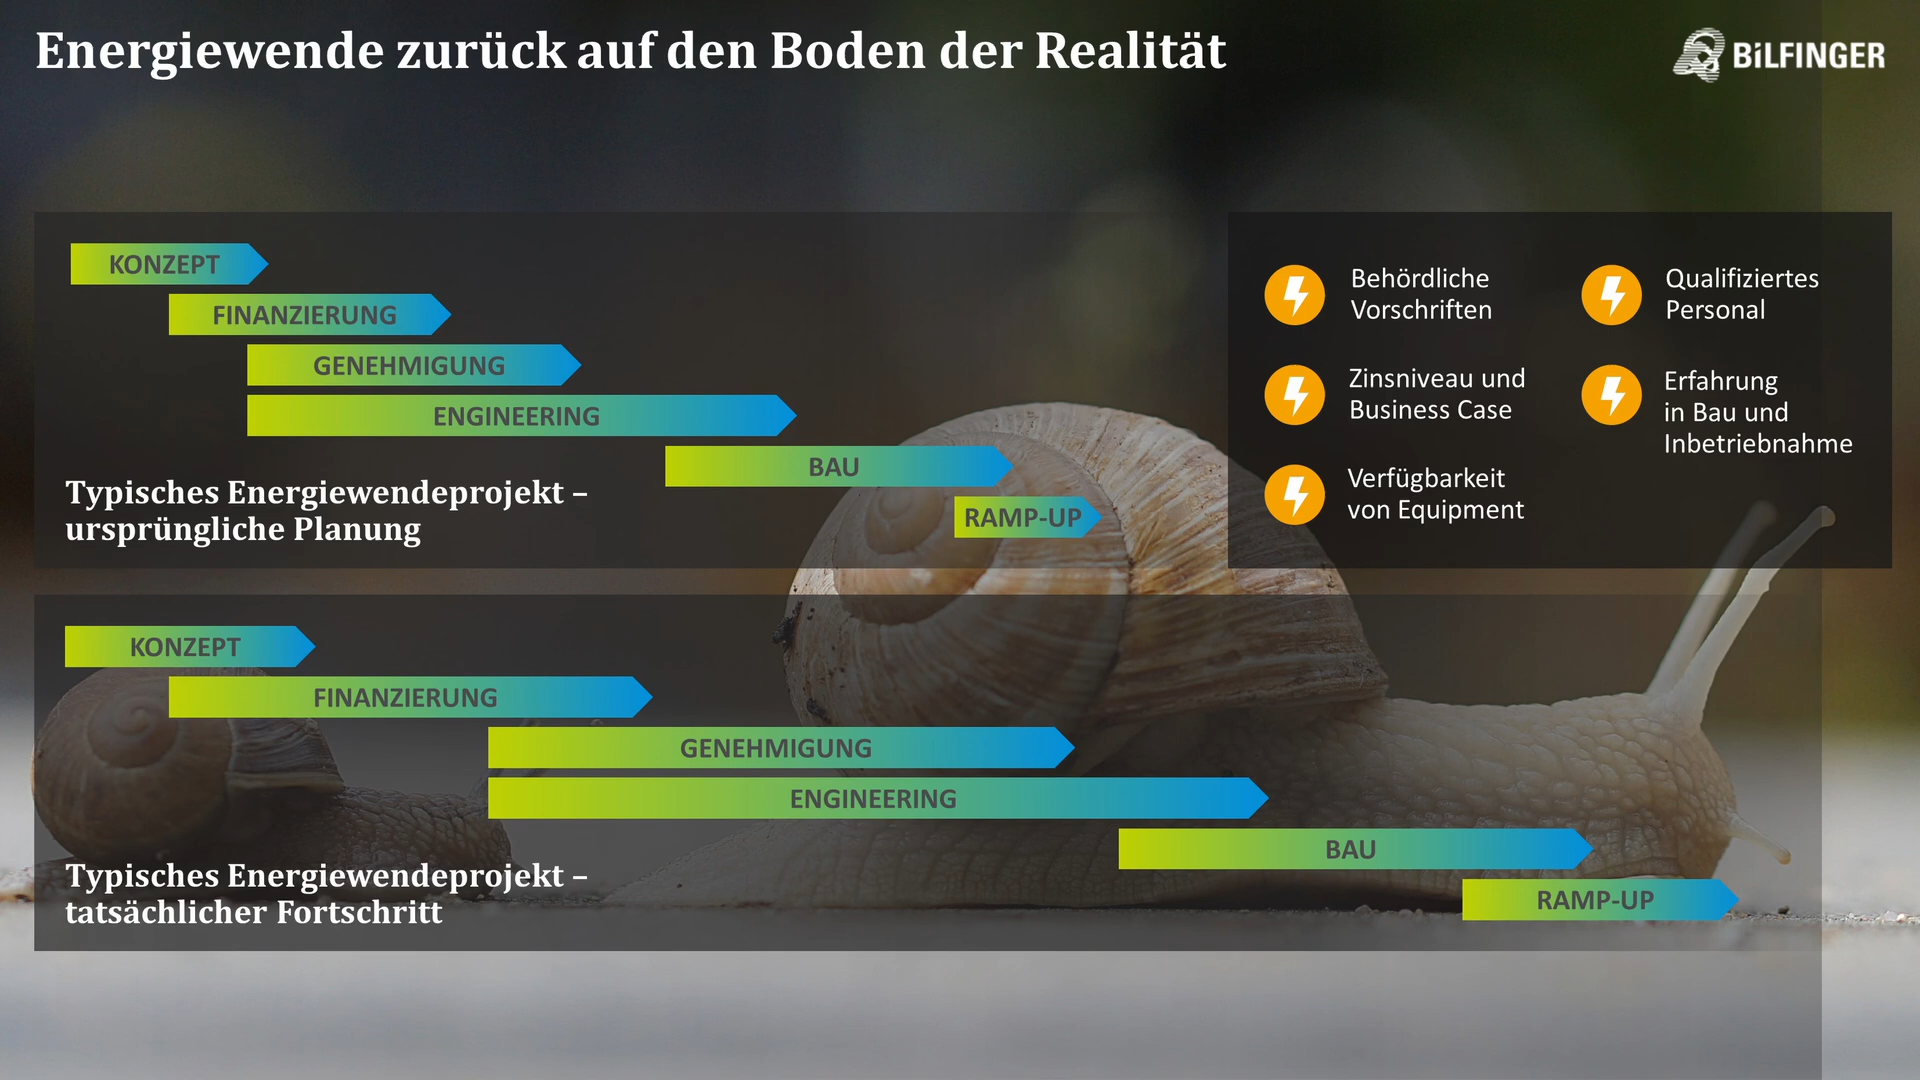 Energiewende zurück auf den Boden der Realität
BiLFINGER
KONZEPT
FINANZIERUNG
GENEHMIGUNG
ENGINEERING
BAU
RAMP-UP
Typisches Energiewendeprojekt –
ursprüngliche Planung
Behördliche
Vorschriften
Zinsniveau und
Business Case
Verfügbarkeit
von Equipment
Qualifiziertes
Personal
Erfahrung
in Bau und
Inbetriebnahme
KONZEPT
FINANZIERUNG
GENEHMIGUNG
ENGINEERING
BAU
RAMP-UP
Typisches Energiewendeprojekt –
tatsächlicher Fortschritt